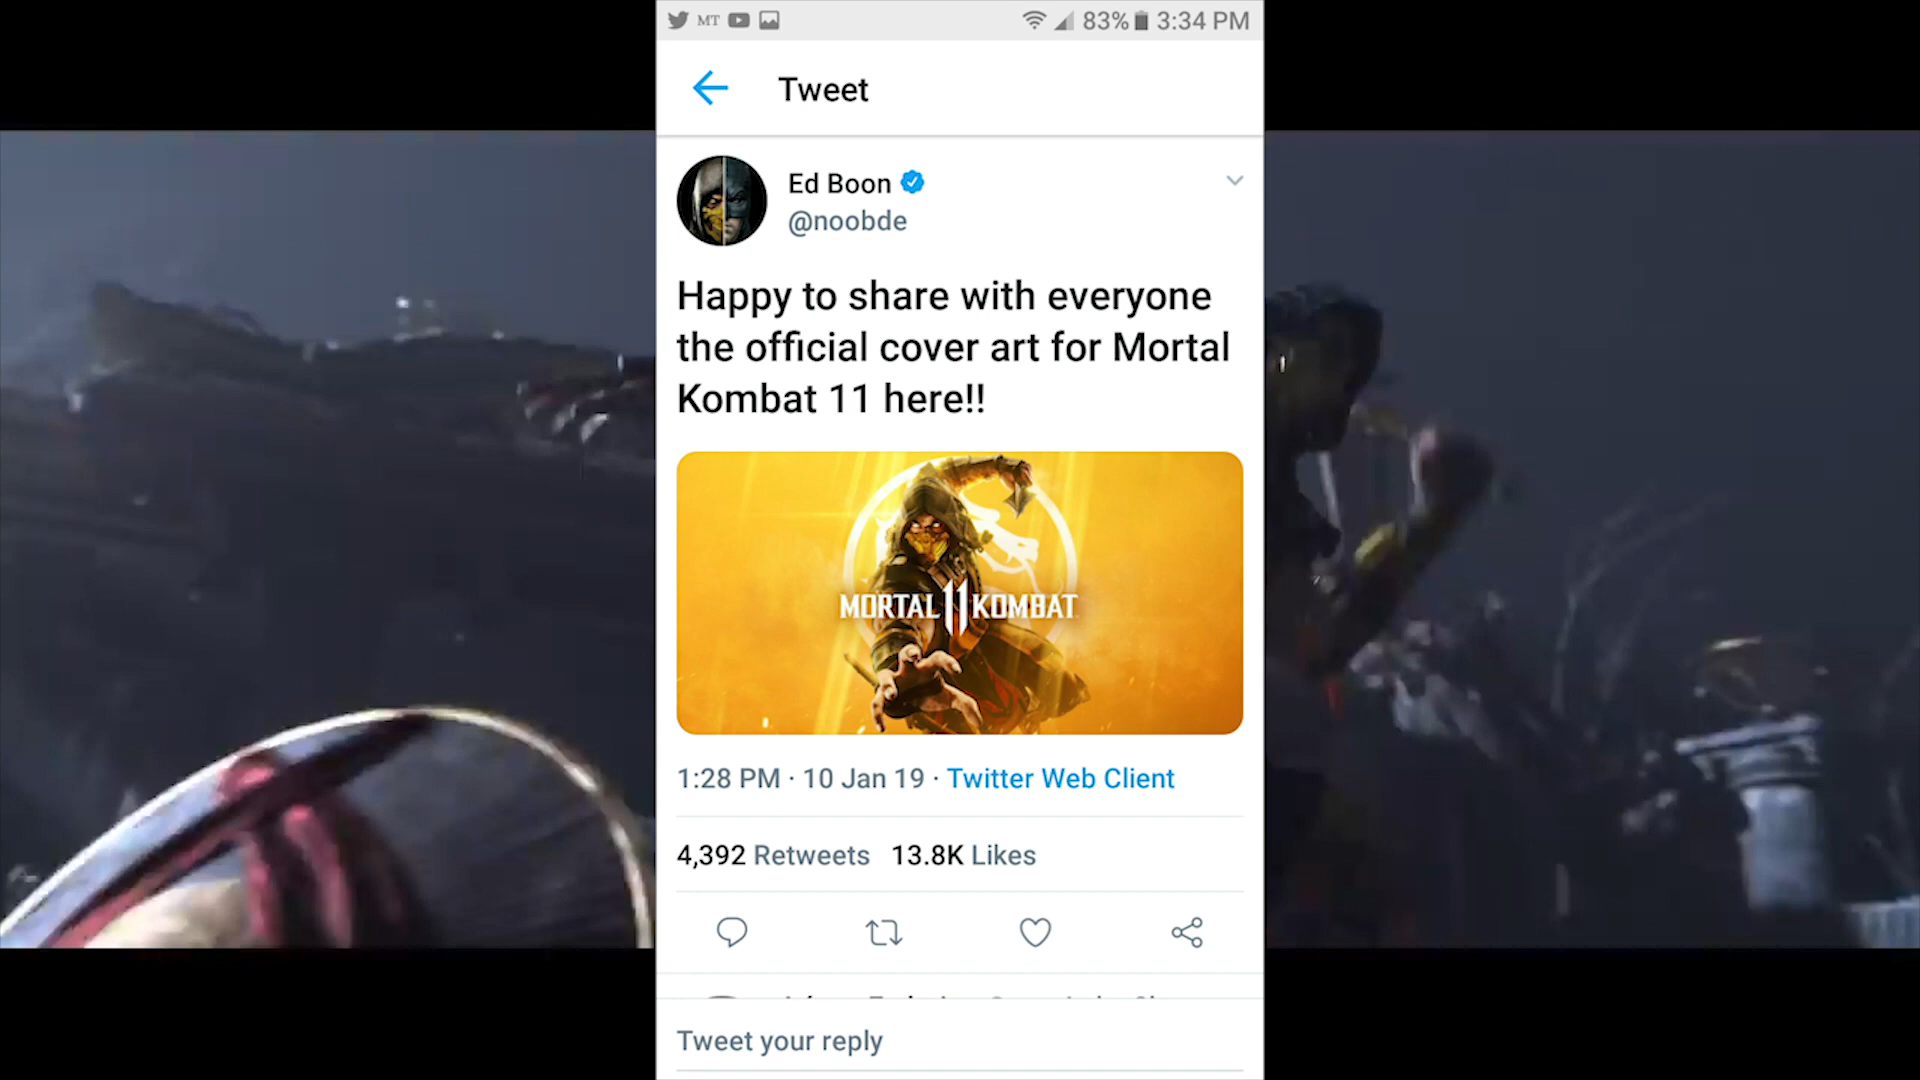 MT 83% 3:34 PM
Tweet
Ed Boon
@noobde
Happy to share with everyone
the official cover art for Mortal
Kombat 11 here!!
MORTAL 11 KOMBAT
1:28 PM · 10 Jan 19 · Twitter Web Client
4,392 Retweets 13.8K Likes
Tweet your reply